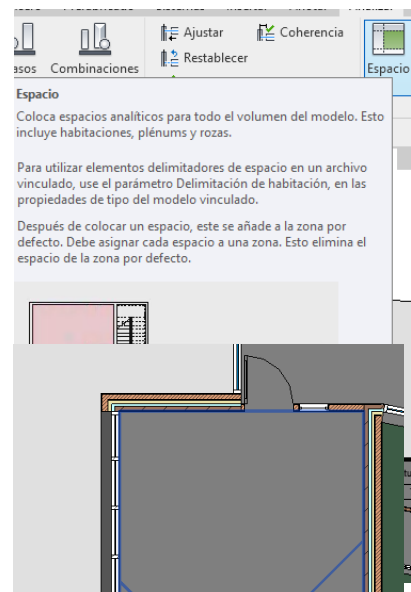 Ajustar
Coherencia
Restablecer
Combinaciones
Espacio
Espacio
Coloca espacios analíticos para todo el volumen del modelo. Esto
incluye habitaciones, plénums y rozas.
Para utilizar elementos delimitadores de espacio en un archivo
vinculado, use el parámetro Delimitación de habitación, en las
propiedades de tipo del modelo vinculado.
Después de colocar un espacio, este se añade a la zona por
defecto. Debe asignar cada espacio a una zona. Esto elimina el
espacio de la zona por defecto.